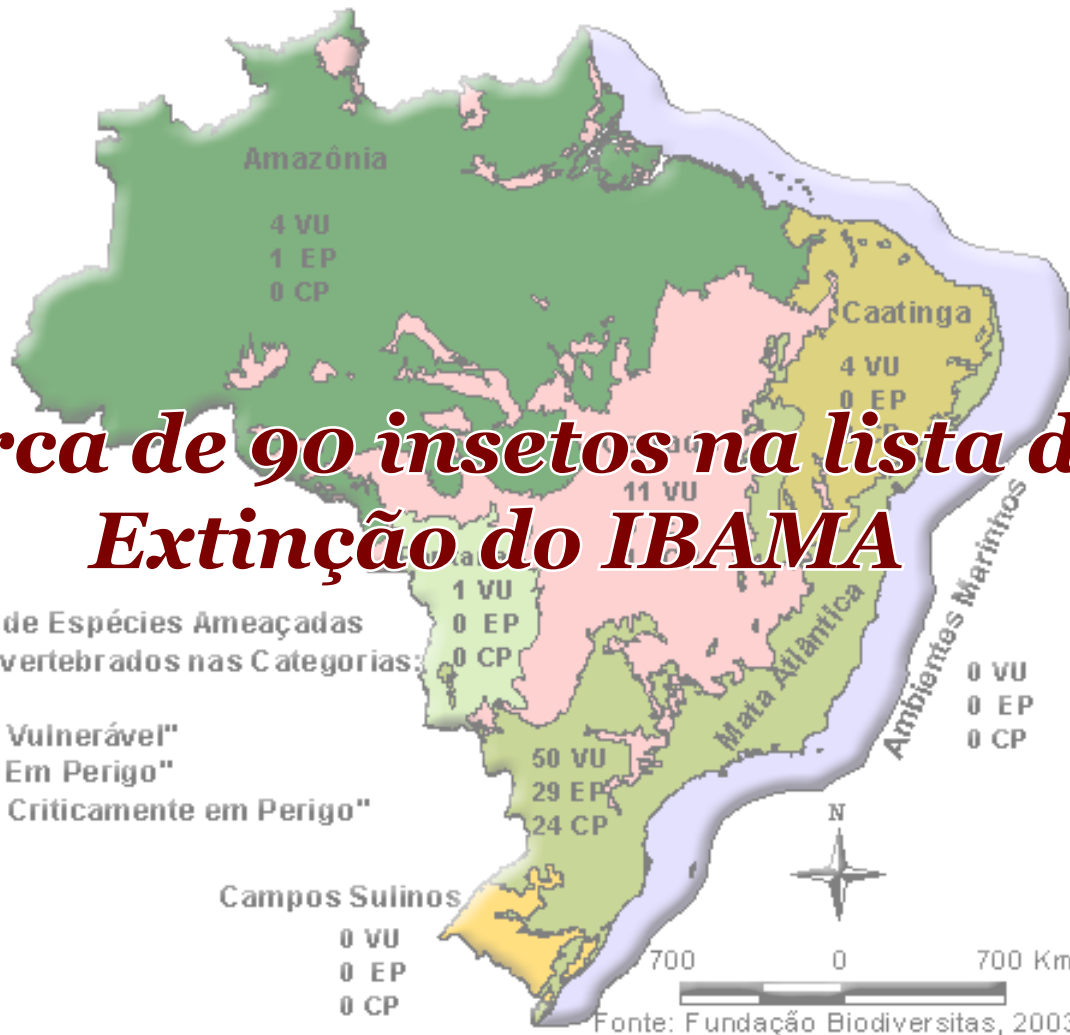 Amazônia
4 VU
1 EP
0 CP
Caatinga
4 VU
0 EP
rca de 90 insetos na lista d
11 VU
Extinção do IBAMA
1 VU
0 EP
0 CP
de Espécies Ameaçadas
vertebrados nas Categorias:
Vulnerável"
Em Perigo"
Criticamente em Perigo"
Mata Atlântica
50 VU
29 EP
24 CP
Ambientes Marinhos
0 VU
0 EP
0 CP
Campos Sulinos
0 VU
0 EP
0 CP
N
700 0 700 Km
Fonte: Fundação Biodiversitas, 2003